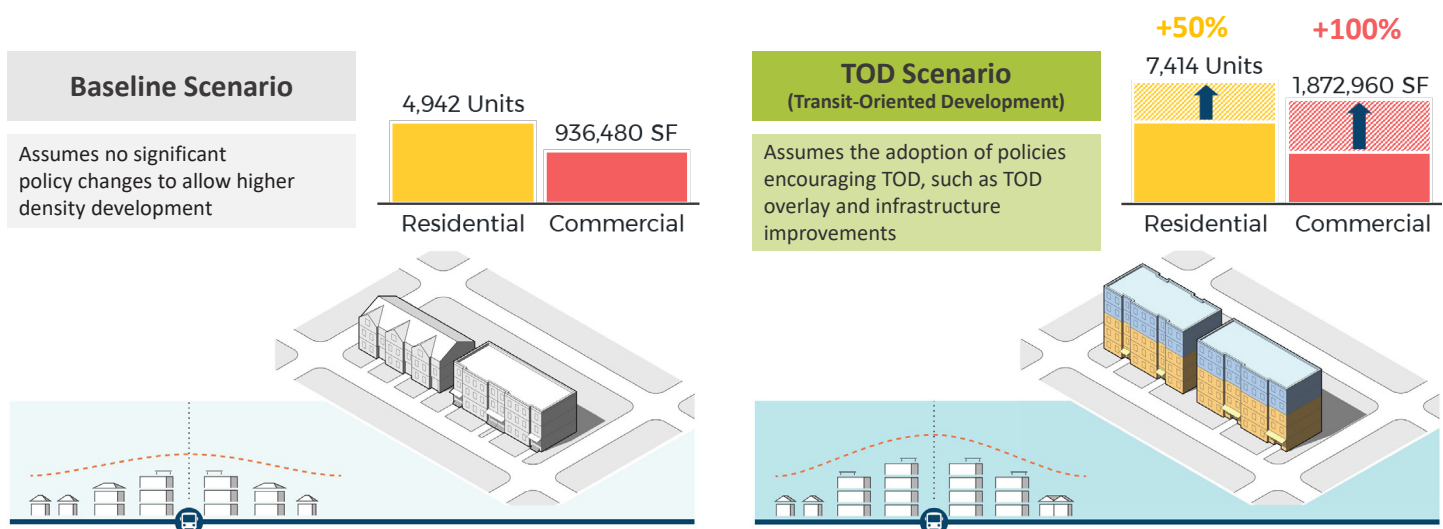 Baseline Scenario
Assumes no significant
policy changes to allow higher
density development
4,942 Units
936,480 SF
Residential
Commercial
TOD Scenario
(Transit-Oriented Development)
Assumes the adoption of policies
encouraging TOD, such as TOD
overlay and infrastructure
improvements
+50%
+100%
7,414 Units
1,872,960 SF
Residential
Commercial